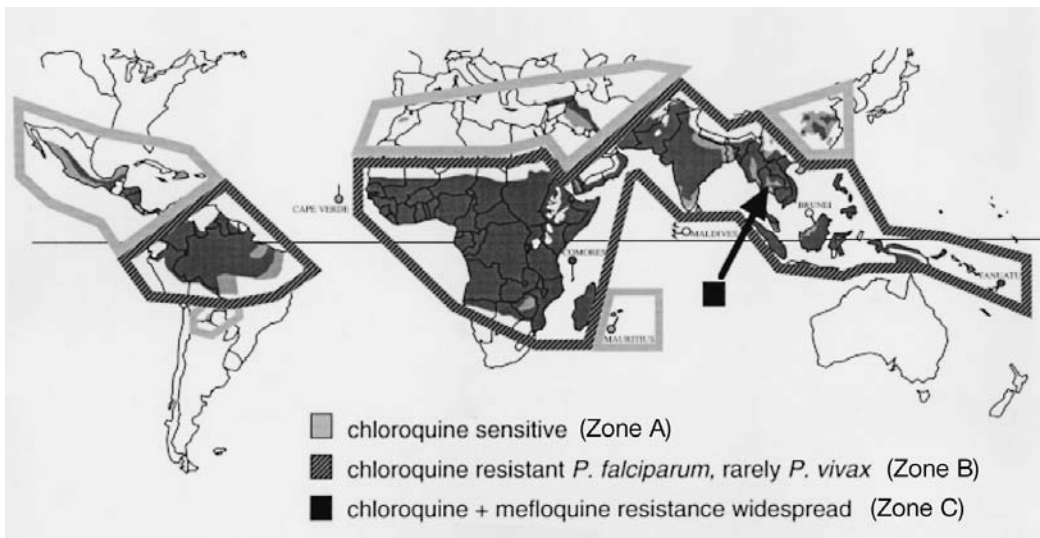 BRUNEI
CAPE VERDE
MALDIVES
COMORES
VANUATU
MAURITIUS
chloroquine sensitive (Zone A)
chloroquine resistant P. falciparum, rarely P. vivax (Zone B)
chloroquine + mefloquine resistance widespread (Zone C)